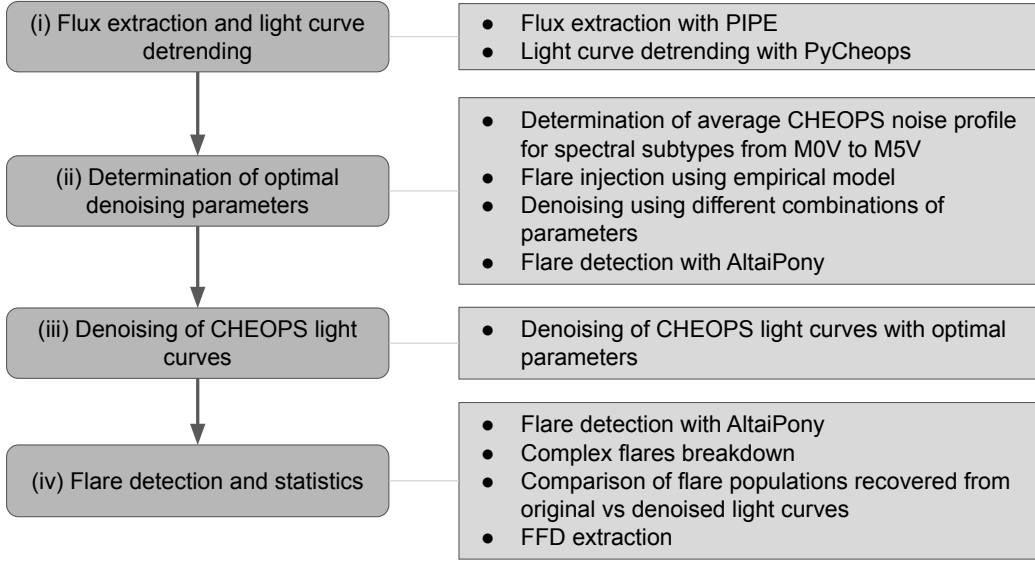 (i) Flux extraction and light curve
detrending
● Flux extraction with PIPE
● Light curve detrending with PyCheops
(ii) Determination of optimal
denoising parameters
● Determination of average CHEOPS noise profile
for spectral subtypes from M0V to M5V
● Flare injection using empirical model
● Denoising using different combinations of
parameters
● Flare detection with AltaiPony
(iii) Denoising of CHEOPS light
curves
● Denoising of CHEOPS light curves with optimal
parameters
(iv) Flare detection and statistics
● Flare detection with AltaiPony
● Complex flares breakdown
● Comparison of flare populations recovered from
original vs denoised light curves
● FFD extraction